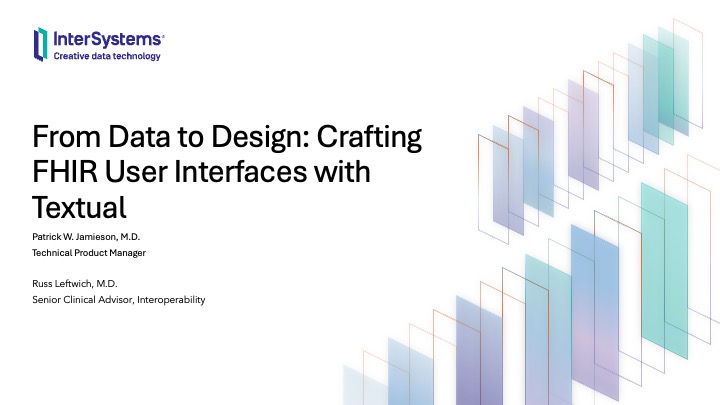 InterSystems®
Creative data technology
From Data to Design: Crafting
FHIR User Interfaces with
Textual
Patrick W. Jamieson, M.D.
Technical Product Manager
Russ Leftwich, M.D.
Senior Clinical Advisor, Interoperability